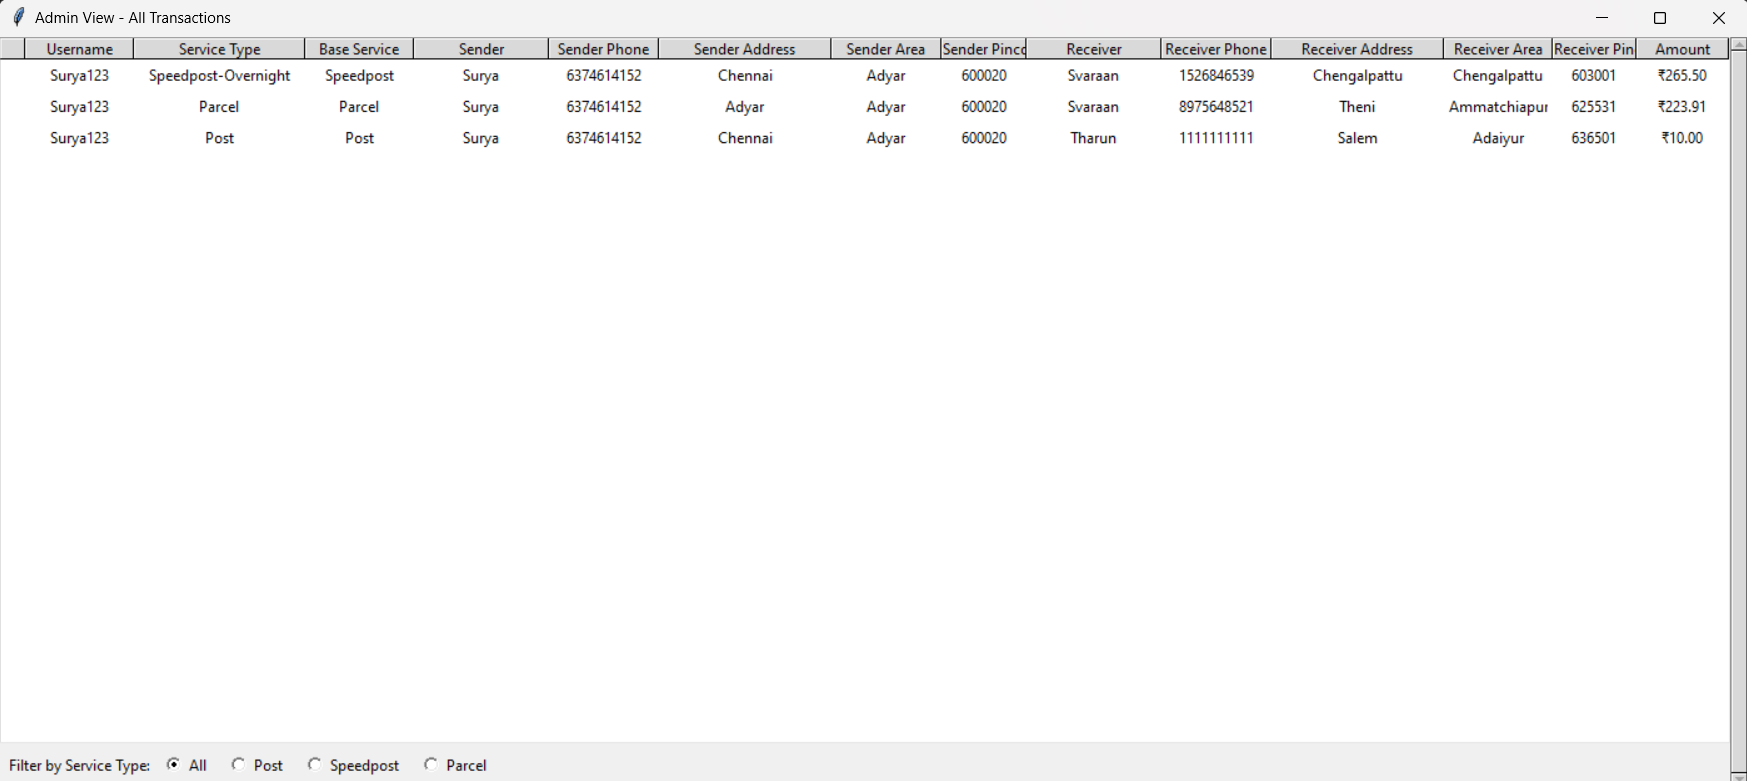 Admin View - All Transactions
Username Service Type Base Service Sender Sender Phone Sender Address Sender Area Sender Pinco Receiver Receiver Phone Receiver Address Receiver Area Receiver Pin Amount
Surya123 Speedpost-Overnight Speedpost Surya 6374614152 Chennai Adyar 600020 Svaraan 1526846539 Chengalpattu Chengalpattu 603001 ₹265.50
Surya123 Parcel Parcel Surya 6374614152 Adyar Adyar 600020 Svaraan 8975648521 Theni Ammatchiapur 625531 ₹223.91
Surya123 Post Post Surya 6374614152 Chennai Adyar 600020 Tharun 1111111111 Salem Adaiyur 636501 ₹10.00
Filter by Service Type: All Post Speedpost Parcel